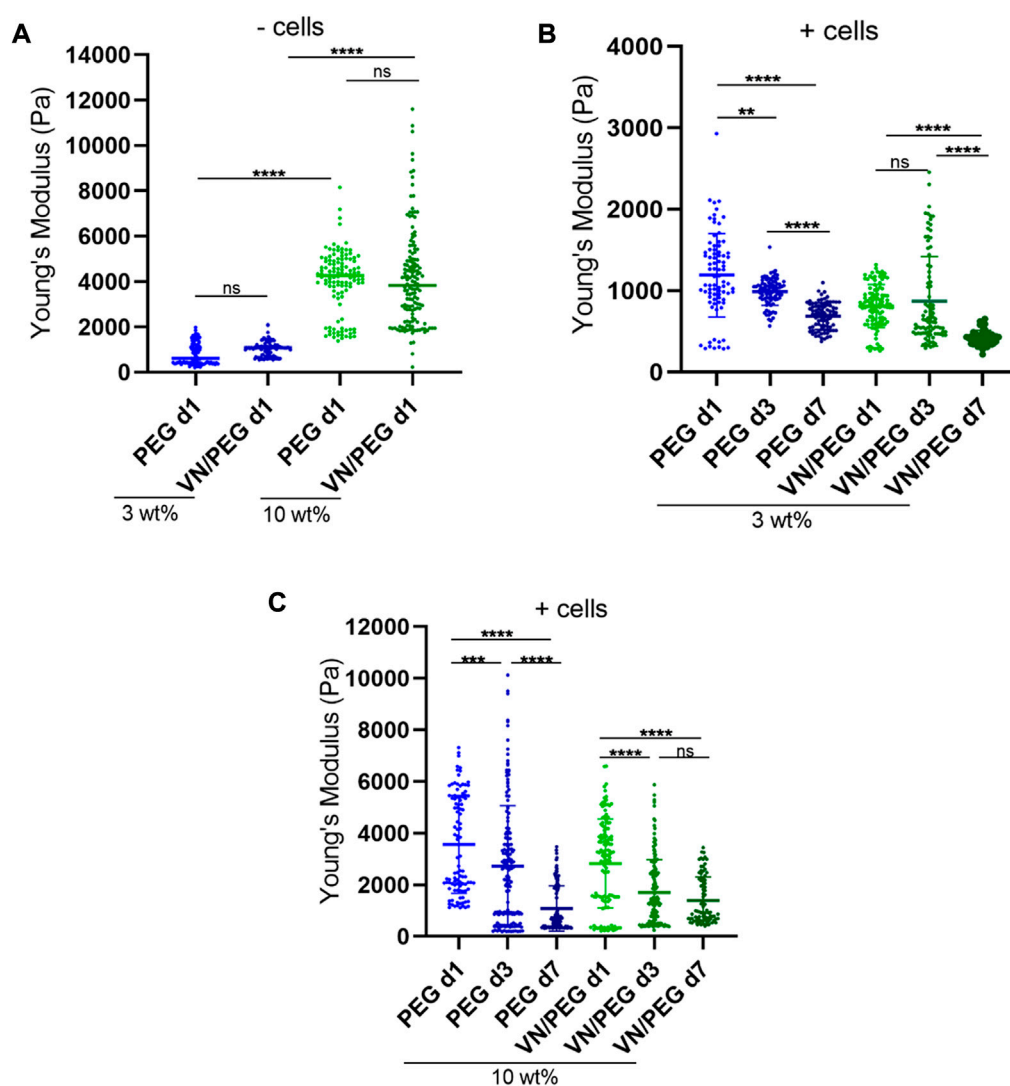 A
- cells
Young's Modulus (Pa)
14000
12000
10000
8000
6000
4000
2000
0
****
ns
****
ns
PEG d1
VN/PEG d1
PEG d1
VN/PEG d1
3 wt%
10 wt%
B
+ cells
Young's Modulus (Pa)
4000
3000
2000
1000
0
****
**
****
****
ns
****
****
PEG d1
PEG d3
PEG d7
VN/PEG d1
VN/PEG d3
VN/PEG d7
3 wt%
C
+ cells
Young's Modulus (Pa)
12000
10000
8000
6000
4000
2000
0
****
***
****
****
****
ns
PEG d1
PEG d3
PEG d7
VN/PEG d1
VN/PEG d3
VN/PEG d7
10 wt%